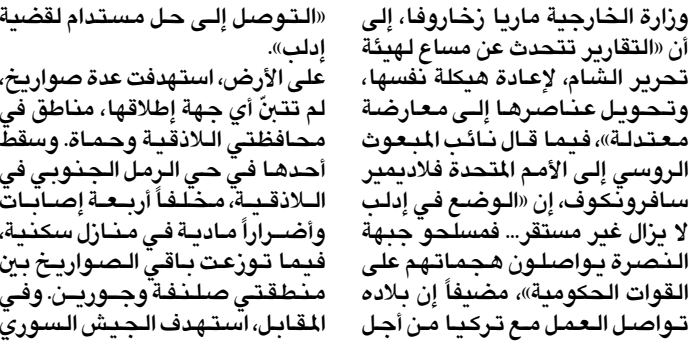 وزارة الخارجية ماريا زخاروفا، إلى
أن «التقارير تتحدث عن مساع لهيئة
تحرير الشام، لإعادة هيكلة نفسها،
وتحويل عناصرها إلى معارضة
معتدلة»، فيما قال نائب المبعوث
الروسي إلى الأمم المتحدة فلاديمير
سافرونكوف، إن «الوضع في إدلب
لا يزال غير مستقر... فمسلحو جبهة
النصرة يواصلون هجماتهم على
القوات الحكومية»، مضيفاً إن بلاده
تواصل العمل مع تركيا من أجل
«التوصل إلى حل مستدام لقضية
إدلب».
على الأرض، استهدفت عدة صواريخ،
لم تتبنّ أي جهة إطلاقها، مناطق في
محافظتي اللاذقية وحماة. وسقط
أحدها في حي الرمل الجنوبي في
اللاذقية، مخلفاً أربعة إصابات
وأضراراً مادية في منازل سكنية،
فيما توزعت باقي الصواريخ بين
منطقتي صلنفة وجورين. وفي
المقابل، استهدف الجيش السوري